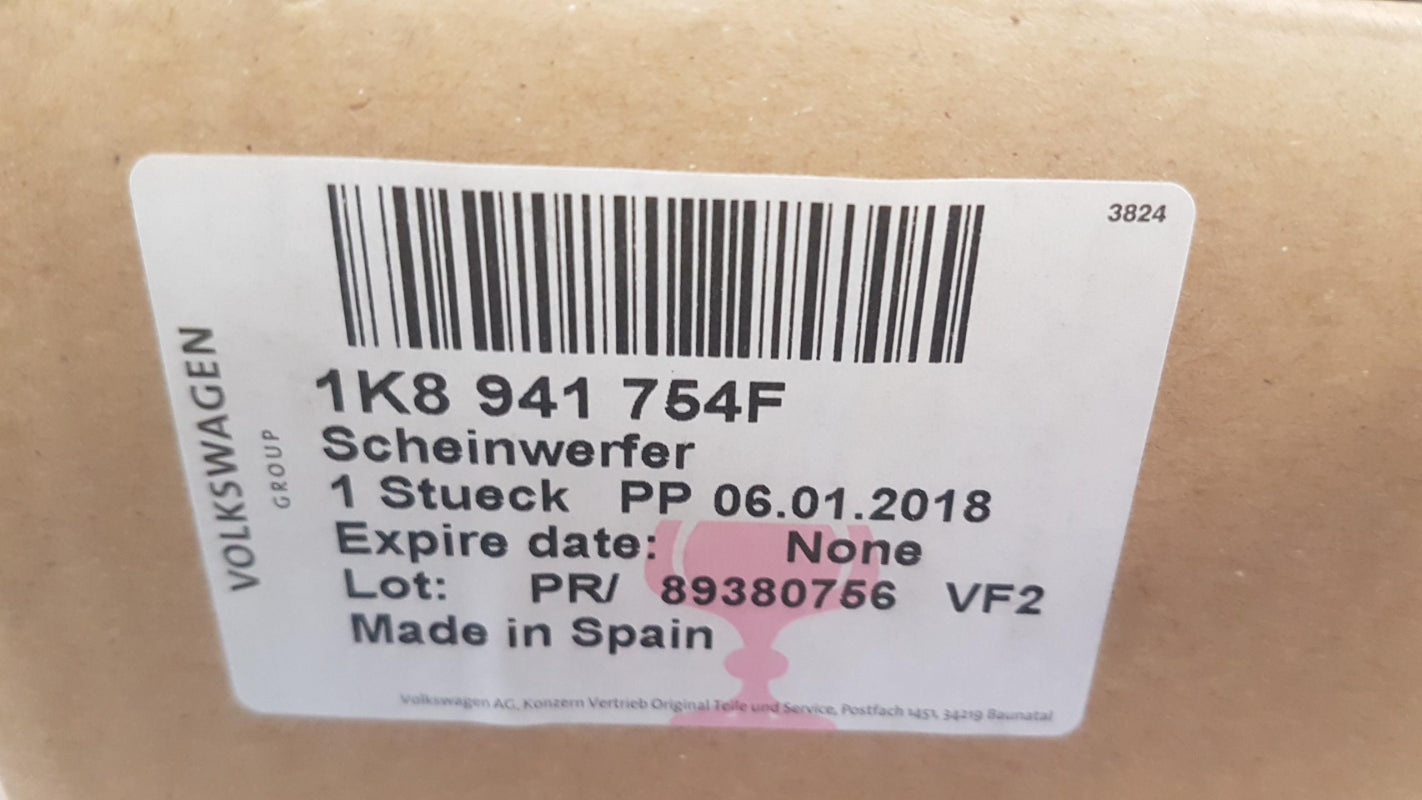 3824
VOLKSWAGEN
GROUP
1K8 941 754F
Scheinwerfer
1 Stueck PP 06.01.2018
Expire date: None
Lot: PR/ 89380756 VF2
Made in Spain
Volkswagen AG, Konzern Vertrieb Original Teile und Service, Postfach 1451, 34219 Baunatal